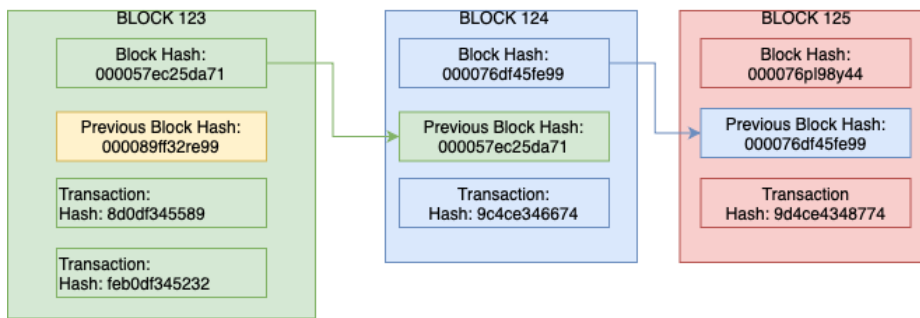 BLOCK 123
Block Hash:
000057ec25da71
Previous Block Hash:
000089ff32re99
Transaction:
Hash: 8d0df345589
Transaction:
Hash: feb0df345232
BLOCK 124
Block Hash:
000076df45fe99
Previous Block Hash:
000057ec25da71
Transaction:
Hash: 9c4ce346674
BLOCK 125
Block Hash:
000076pl98y44
Previous Block Hash:
000076df45fe99
Transaction
Hash: 9d4ce4348774